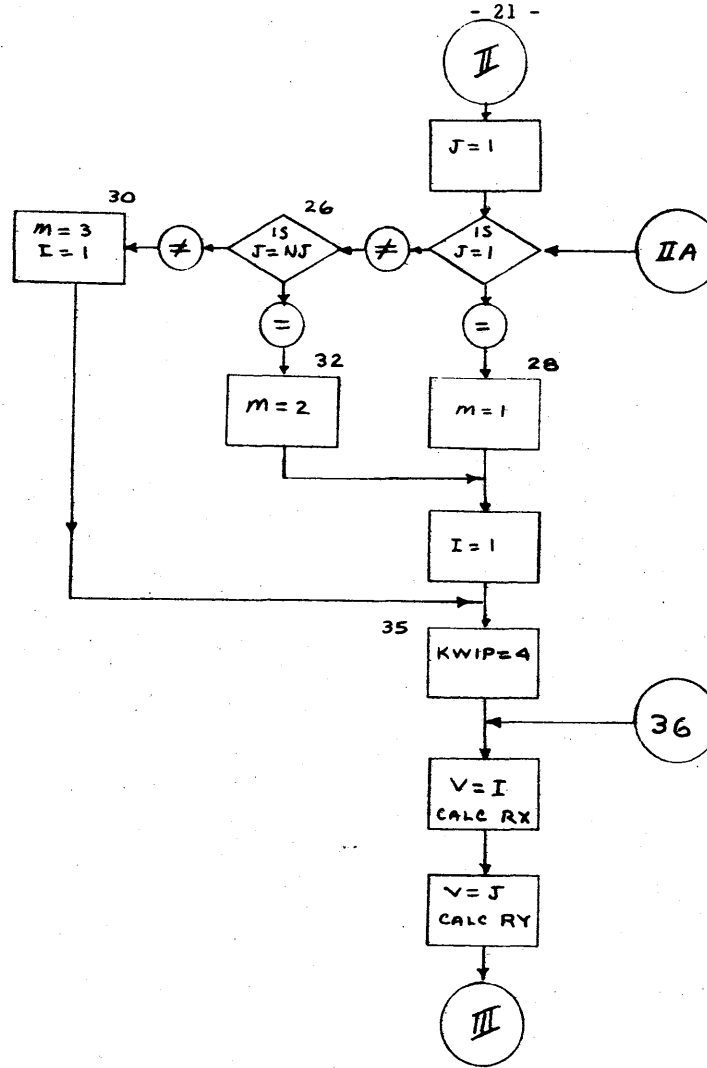 - 21 -
II
J = 1
30
26
m = 3
I = 1
≠
IS
J = NJ
≠
IS
J = 1
IIA
=
=
32
28
m = 2
m = 1
I = 1
35
KWIP = 4
36
V = I
CALC RX
V = J
CALC RY
III